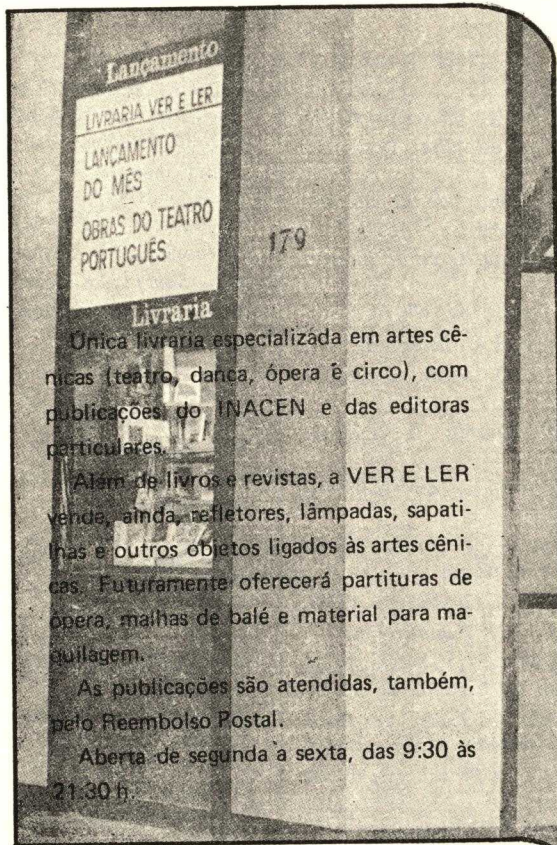 Lançamento
LIVRARIA VER E LER
LANÇAMENTO
DO MÊS
OBRAS DO TEATRO
PORTUGUÊS
179
Livraria
Única livraria especializada em artes cê-
nicas (teatro, dança, ópera e circo), com
publicações do INACEN e das editoras
particulares.
Além de livros e revistas, a VER E LER
vende, ainda, refletores, lâmpadas, sapati-
lhas e outros objetos ligados às artes cêni-
cas. Futuramente oferecerá partituras de
ópera, malhas de balé e material para ma-
quilagem.
As publicações são atendidas, também,
pelo Reembolso Postal.
Aberta de segunda a sexta, das 9:30 às
21:30 h.